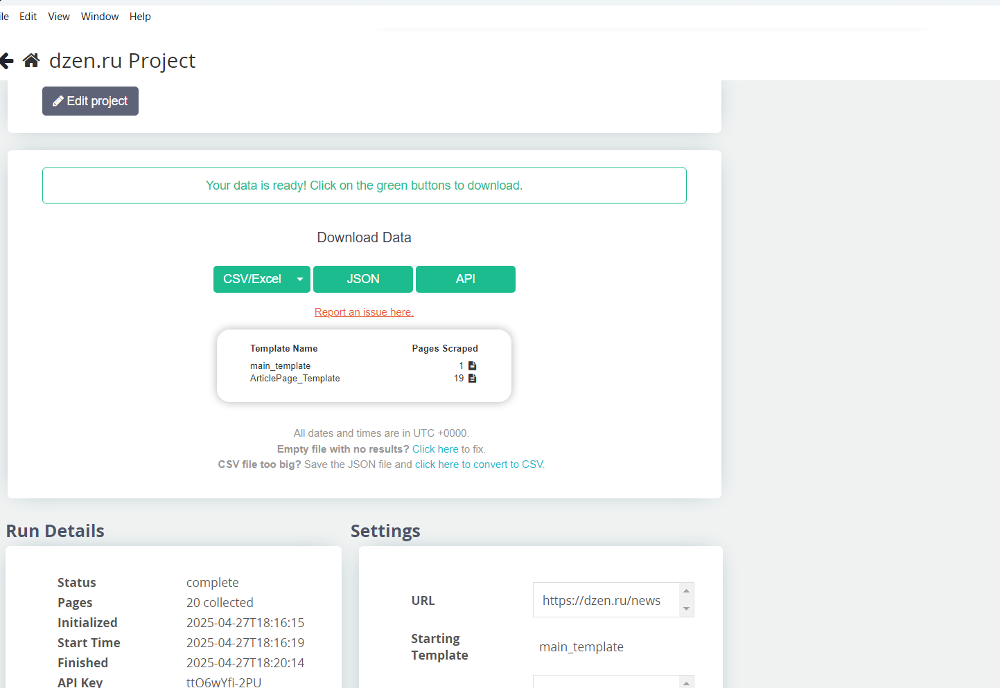 ile Edit View Window Help
dzen.ru Project
Edit project
Your data is ready! Click on the green buttons to download.
Download Data
CSV/Excel JSON API
Report an issue here.
Template Name Pages Scraped
main_template 1
ArticlePage_Template 19
All dates and times are in UTC +0000.
Empty file with no results? Click here to fix.
CSV file too big? Save the JSON file and click here to convert to CSV.
Run Details
Status complete
Pages 20 collected
Initialized 2025-04-27T18:16:15
Start Time 2025-04-27T18:16:19
Finished 2025-04-27T18:20:14
API Key ttO6wYfi-2PU
Settings
URL https://dzen.ru/news
Starting
Template main_template